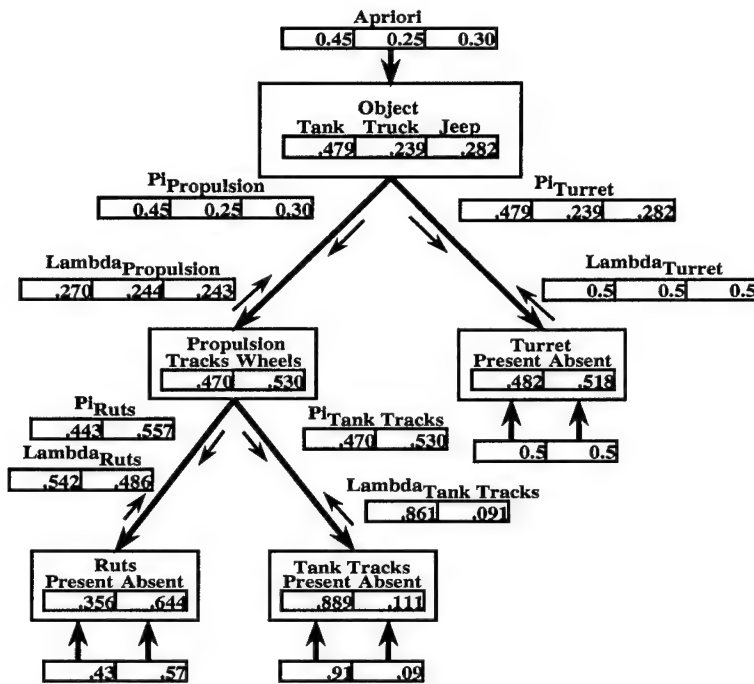 Apriori
0.45 0.25 0.30
Object
Tank Truck Jeep
.479 .239 .282
PiPropulsion
0.45 0.25 0.30
PiTurret
.479 .239 .282
LambdaPropulsion
.270 .244 .243
LambdaTurret
0.5 0.5 0.5
Propulsion
Tracks Wheels
.470 .530
Turret
Present Absent
.482 .518
PiRuts
.443 .557
PiTank Tracks
.470 .530
0.5 0.5
LambdaRuts
.542 .486
LambdaTank Tracks
.861 .091
Ruts
Present Absent
.356 .644
Tank Tracks
Present Absent
.889 .111
.43 .57
.91 .09